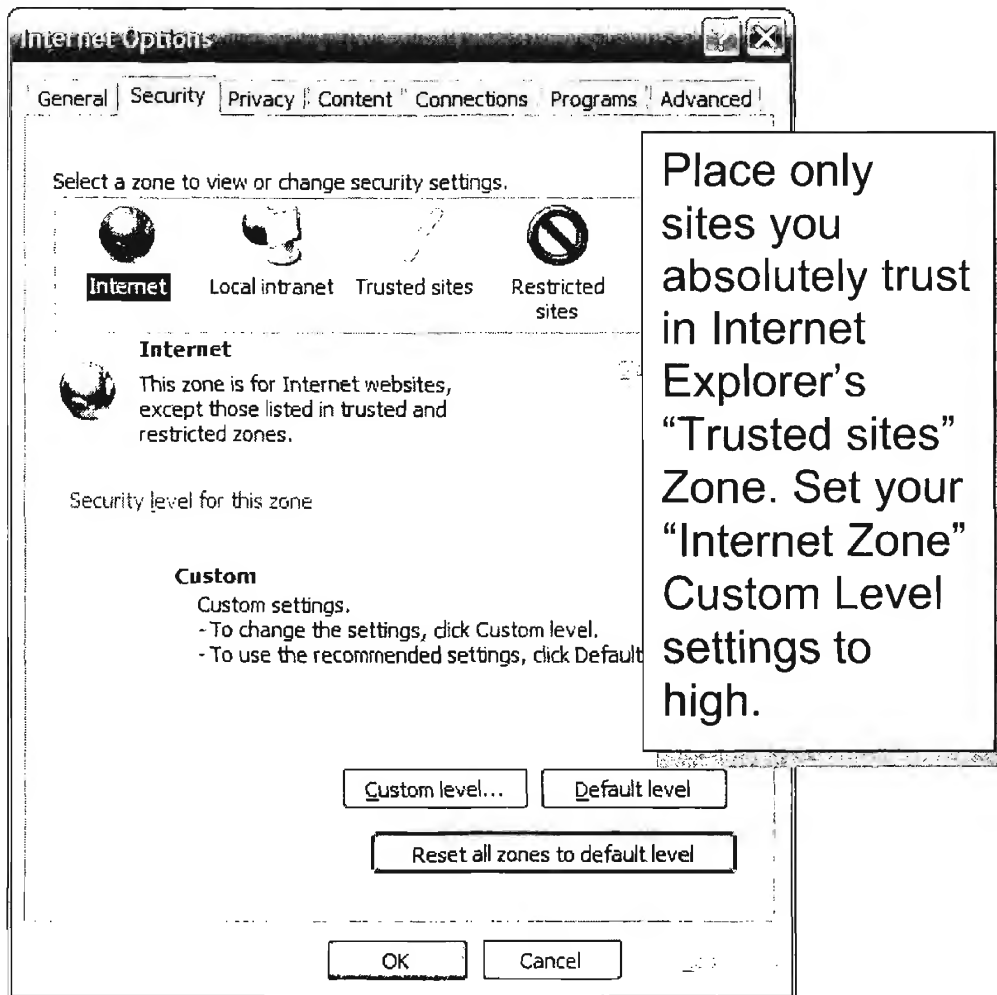 Internet Options
General Security Privacy Content Connections Programs Advanced
Select a zone to view or change security settings.
Internet Local intranet Trusted sites Restricted
sites
Internet
This zone is for Internet websites,
except those listed in trusted and
restricted zones.
Security level for this zone
Custom
Custom settings.
- To change the settings, click Custom level.
- To use the recommended settings, click Default
Custom level... Default level
Reset all zones to default level
OK Cancel
Place only
sites you
absolutely trust
in Internet
Explorer’s
“Trusted sites”
Zone. Set your
“Internet Zone”
Custom Level
settings to
high.